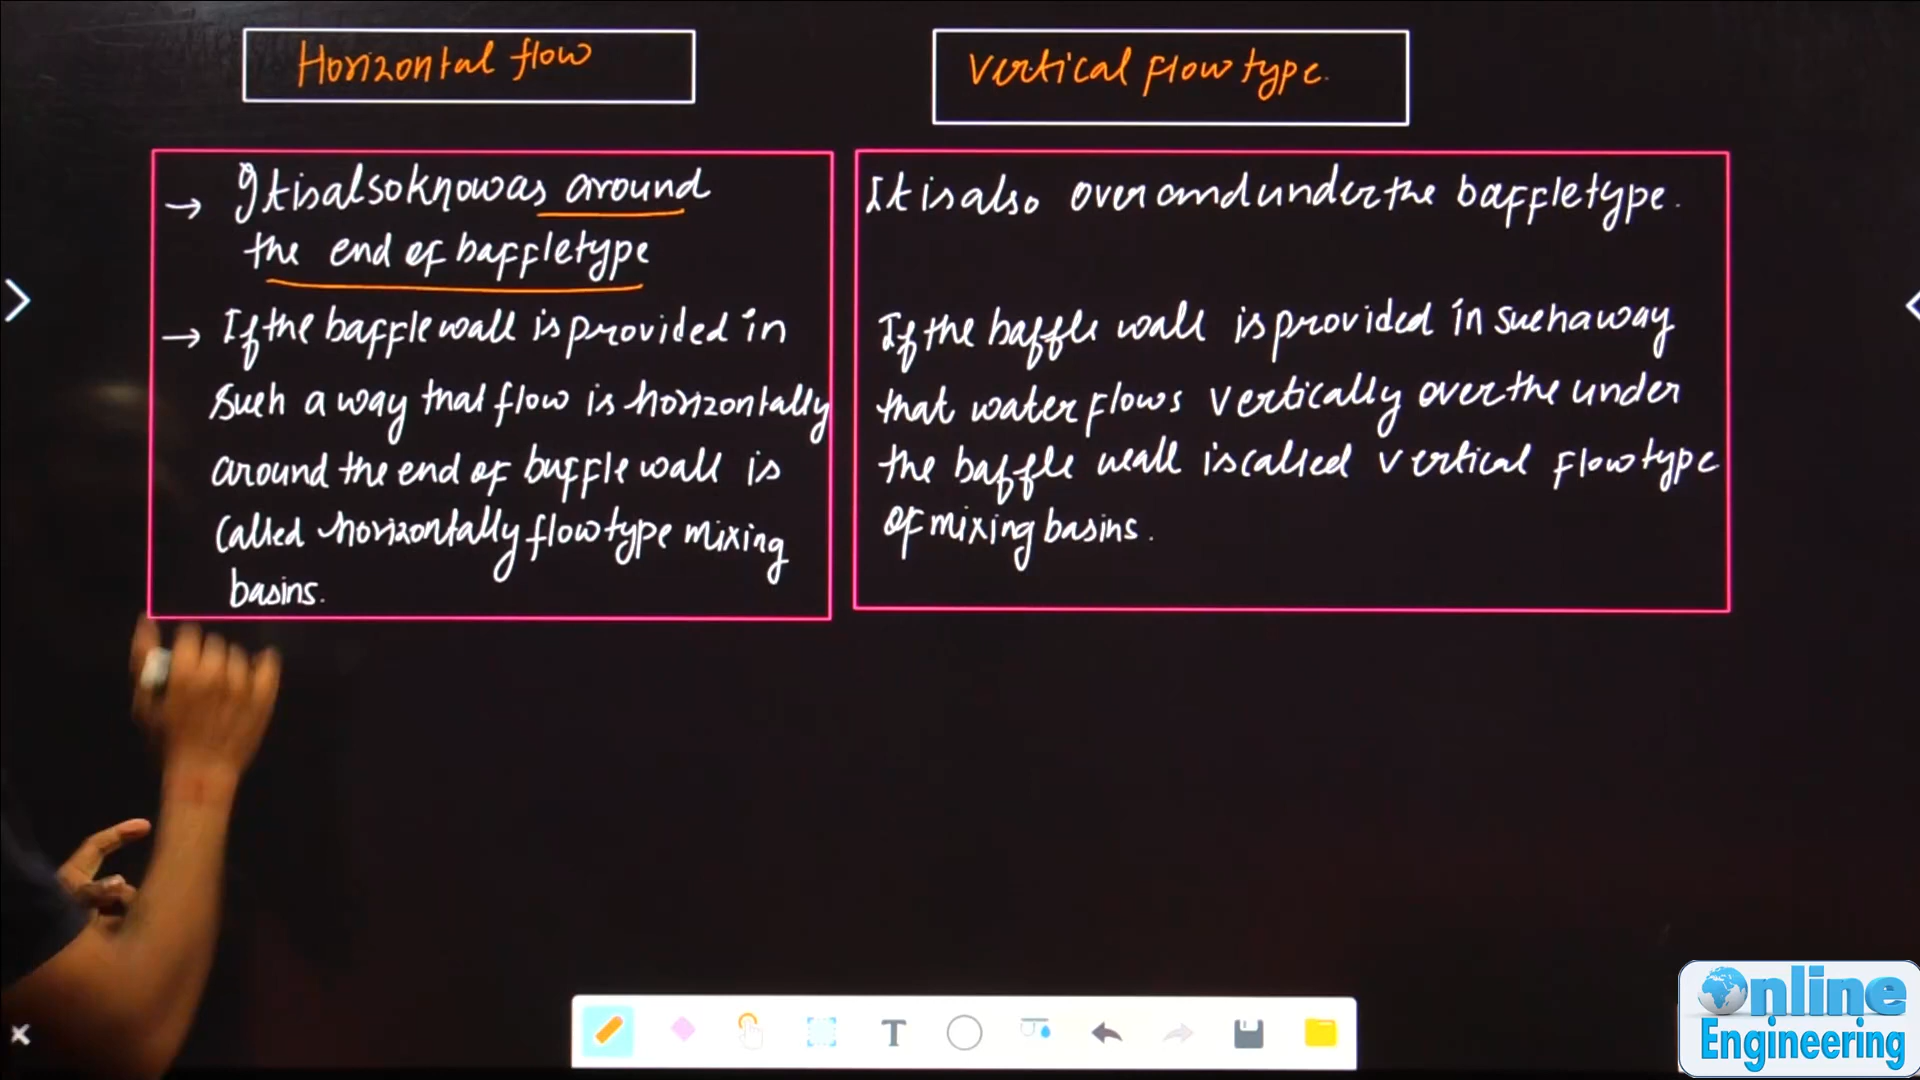 Horizontal flow
It is also know as around
the end of baffle type
→ If the baffle wall is provided in
such a way that flow is horizontally
around the end of buffle wall is
called horizontally flow type mixing
basins.
Vertical flow type.
It is also over and under the baffle type.
If the baffle wall is provided in such a way
that water flows vertically over the under
the baffle weall is called vertical flow type
of mixing basins.
T
Online
Engineering